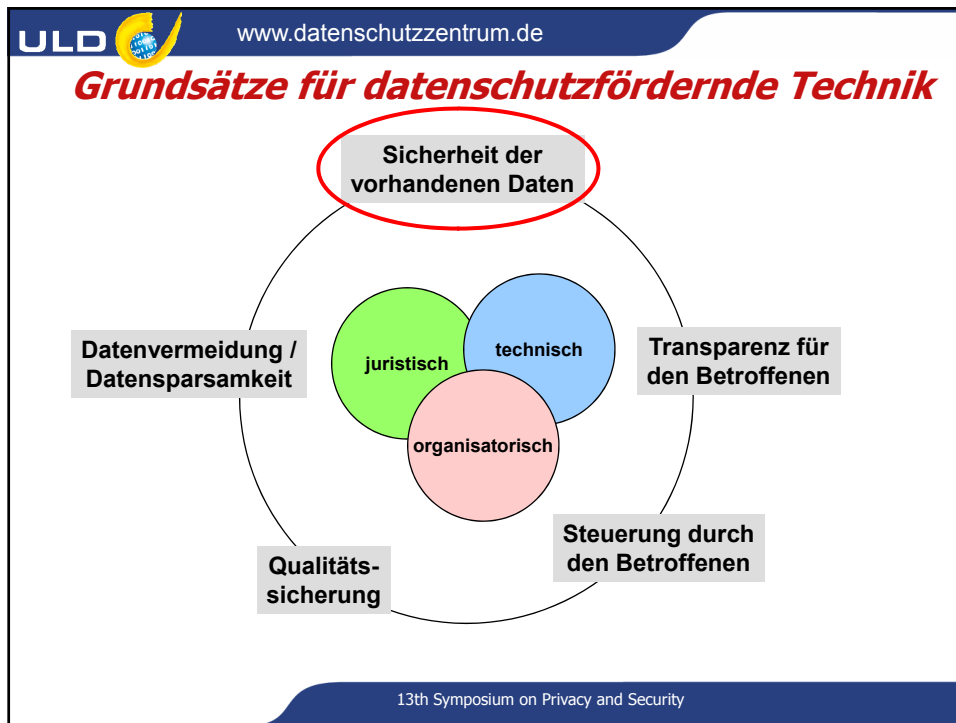 ULD
www.datenschutzzentrum.de
Grundsätze für datenschutzfördernde Technik
Sicherheit der
vorhandenen Daten
Datenvermeidung /
Datensparsamkeit
juristisch
technisch
organisatorisch
Transparenz für
den Betroffenen
Steuerung durch
den Betroffenen
Qualitäts-
sicherung
13th Symposium on Privacy and Security